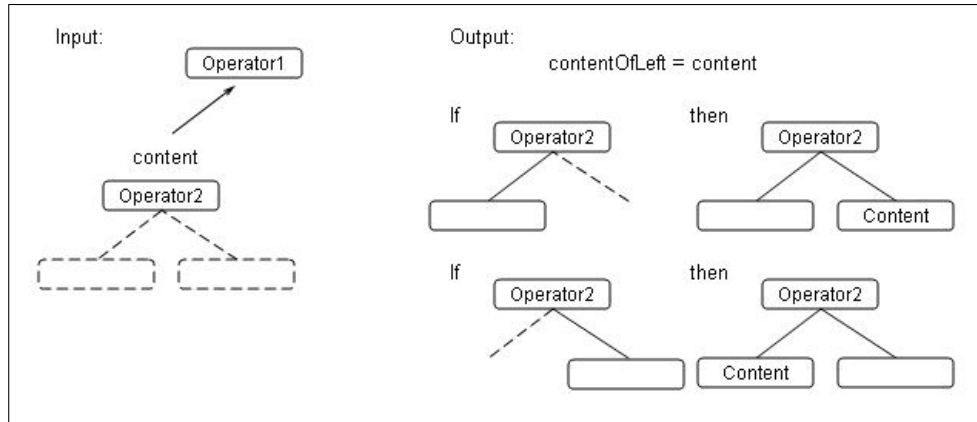 Input:
Operator1
content
Operator2
Output:
contentOfLeft = content
If
Operator2
then
Operator2
Content
If
Operator2
then
Operator2
Content